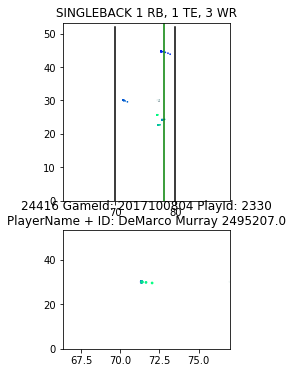 SINGLEBACK 1 RB, 1 TE, 3 WR
50
40
30
20
10
0
70 80
24416 GameId: 2017100804 PlayId: 2330
PlayerName + ID: DeMarco Murray 2495207.0
40
20
0
67.5 70.0 72.5 75.0